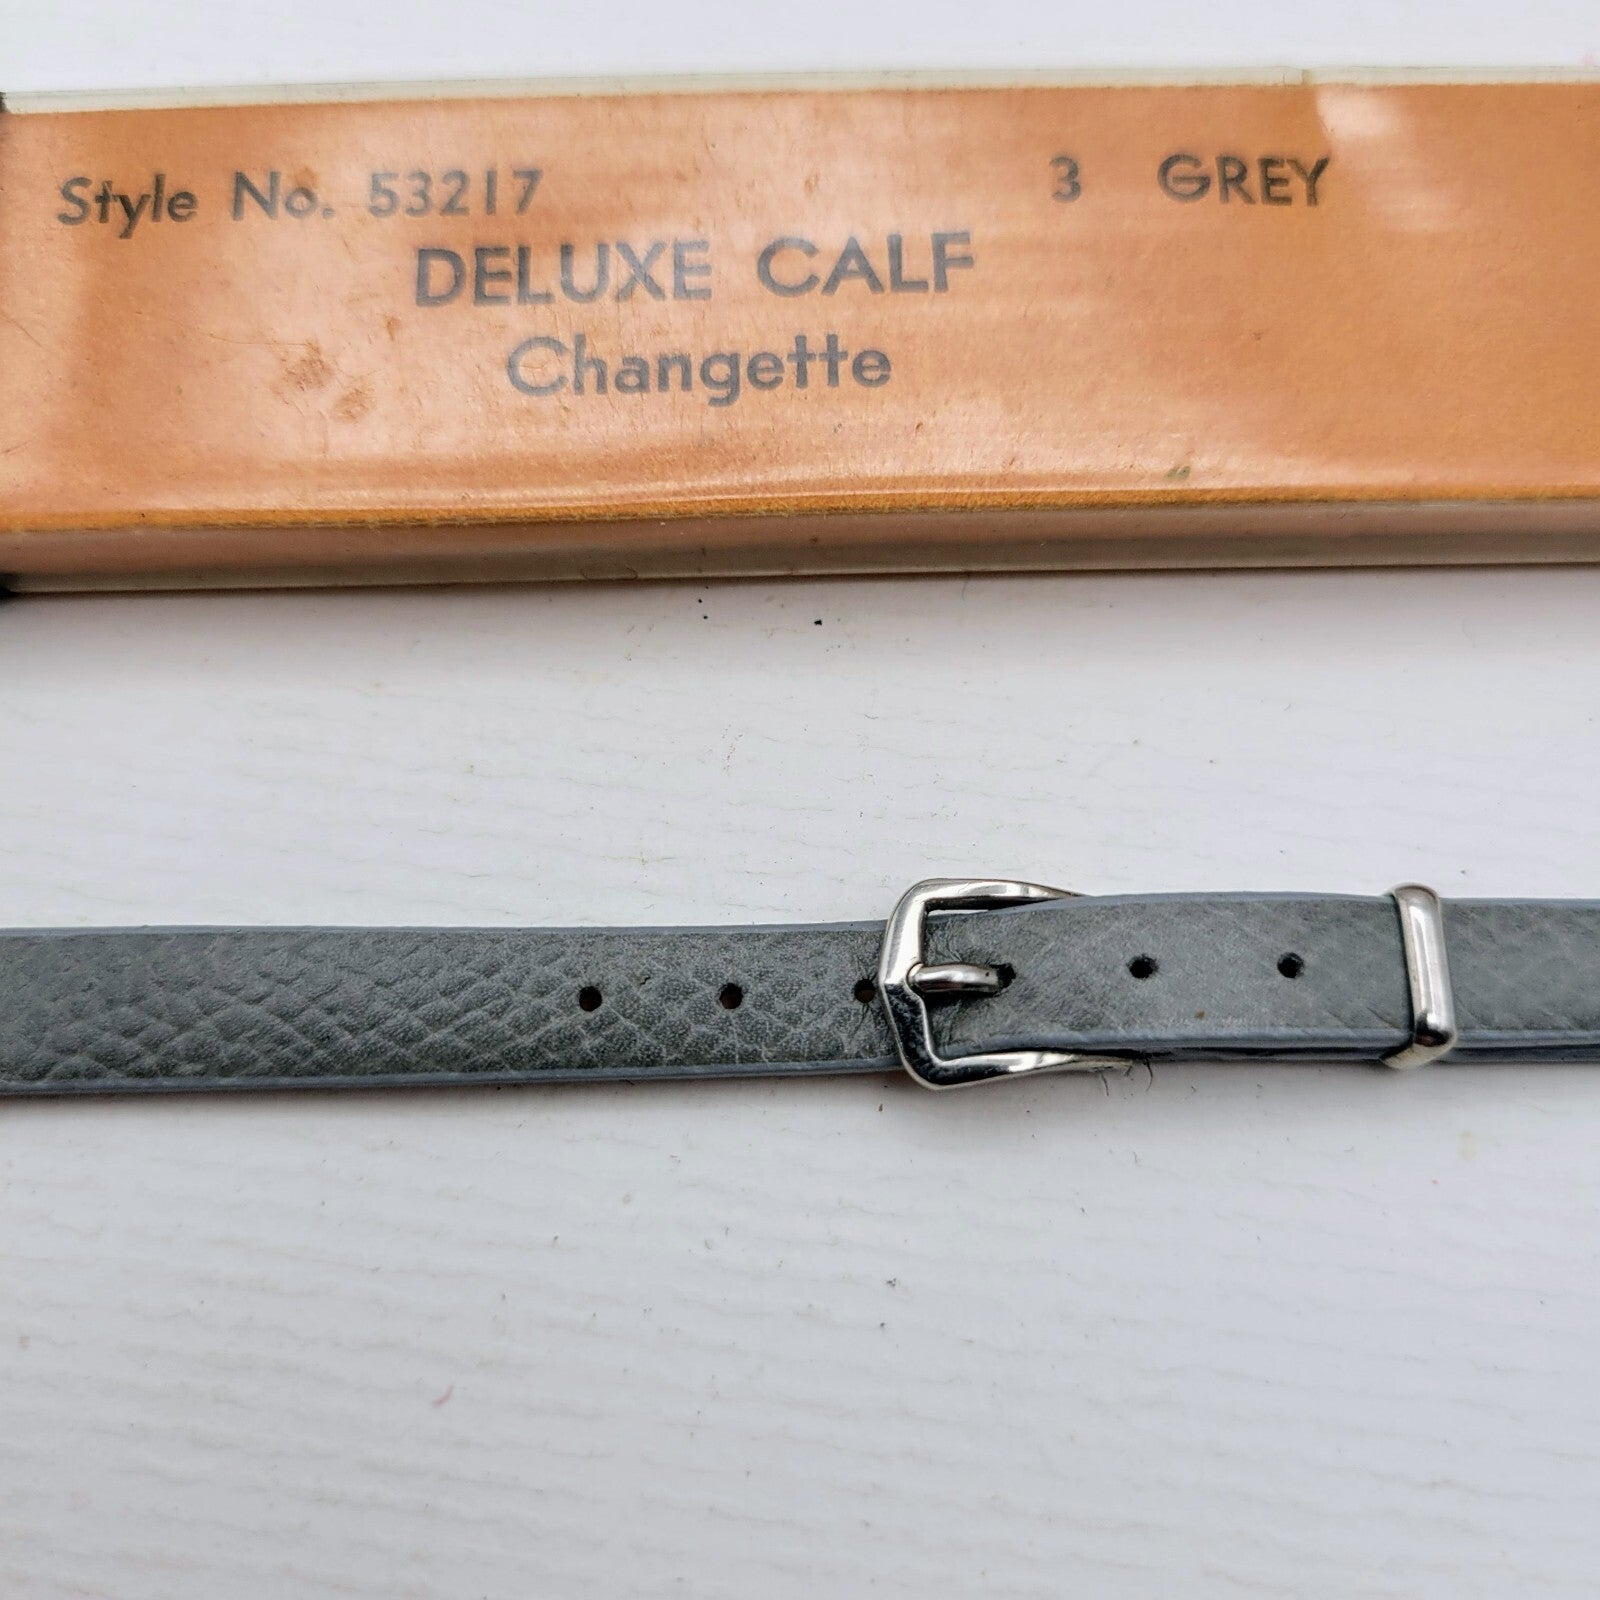 Style No. 53217 3 GREY
DELUXE CALF
Changette